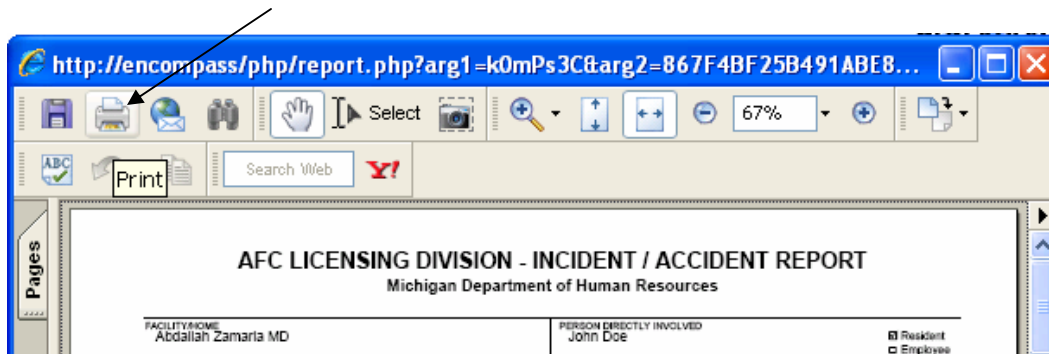 http://encompass/php/report.php?arg1=k0mPs3C&arg2=867F4BF25B491ABE8...
Select
67%
ABC
Print
Search Web
Y!
Pages
AFC LICENSING DIVISION - INCIDENT / ACCIDENT REPORT
Michigan Department of Human Resources
FACILITY/HOME
Abdallah Zamaria MD
PERSON DIRECTLY INVOLVED
John Doe
Resident
Employee